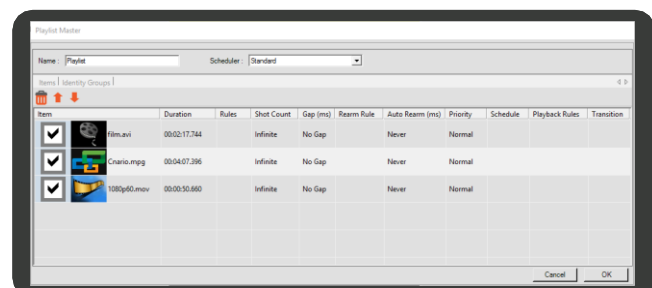 Playlist Master
Name : Playlist Scheduler : Standard
Items Identity Groups
Item Duration Rules Shot Count Gap (ms) Rearm Rule Auto Rearm (ms) Priority Schedule Playback Rules Transition
film.avi 00:02:17.744 Infinite No Gap Never Normal
Cnario.mpg 00:04:07.396 Infinite No Gap Never Normal
1080p60.mov 00:00:50.660 Infinite No Gap Never Normal
Cancel OK